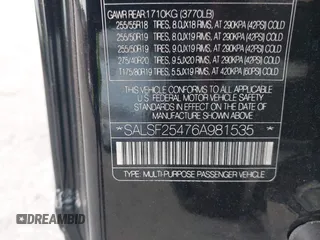 GAWR REAR 1710KG (3770LB)
255/55R18 TIRES, 8.0JX18 RIMS, AT 290KPA (42PSI) COLD
255/50R19 TIRES, 8.0JX19 RIMS, AT 290KPA (42PSI) COLD
255/50R19 TIRES, 9.0JX19 RIMS, AT 290KPA (42PSI) COLD
275/40R20 TIRES, 9.5JX20 RIMS, AT 290KPA (42PSI) COLD
T175/80R19 TIRES, 5.5JX19 RIMS, AT 420KPA (60PSI) COLD
THIS VEHICLE CONFORMS TO ALL APPLICABLE
U.S. FEDERAL MOTOR VEHICLE SAFETY
STANDARDS IN EFFECT ON THE DATE OF
MANUFACTURE SHOWN ABOVE.
*SALSF25476A981535
TYPE: MULTI-PURPOSE PASSENGER VEHICLE
DREAMBID